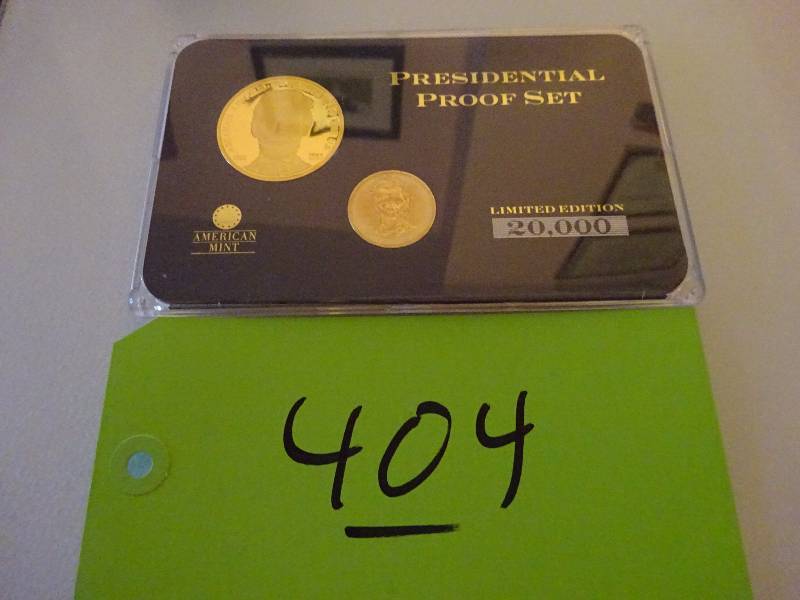 PRESIDENTIAL
PROOF SET
LIMITED EDITION
20,000
AMERICAN
MINT
404